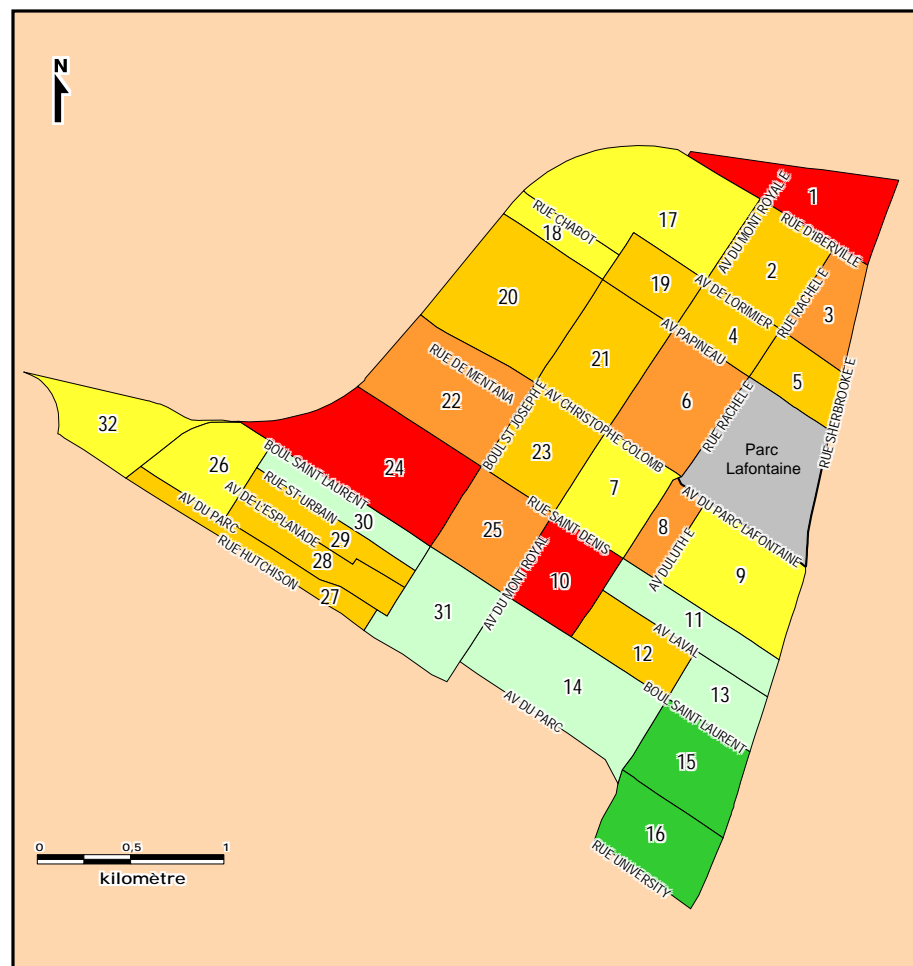 N
1
AV DU MONT ROYAL E
RUE D'IBERVILLE
17
RUE CHABOT
18
2
RUE RACHEL E
3
19
AV DE LORIMIER
20
4
AV PAPINEAU
21
5
RUE SHERBROOKE E
RUE DE MENTANA
22
BOUL ST JOSEPH E
AV CHRISTOPHE COLOMB
6
RUE RACHEL E
32
26
BOUL SAINT LAURENT
24
23
Parc
Lafontaine
7
RUE ST URBAIN
30
AV DE L'ESPLANADE
29
AV DU PARC
28
RUE HUTCHISON
27
25
RUE SAINT DENIS
8
AV DU PARC LAFONTAINE
AV DULUTH E
9
10
AV DU MONT ROYAL
31
11
AV LAVAL
12
14
13
BOUL SAINT LAURENT
AV DU PARC
15
16
RUE UNIVERSITY
0
0,5
1
kilomètre